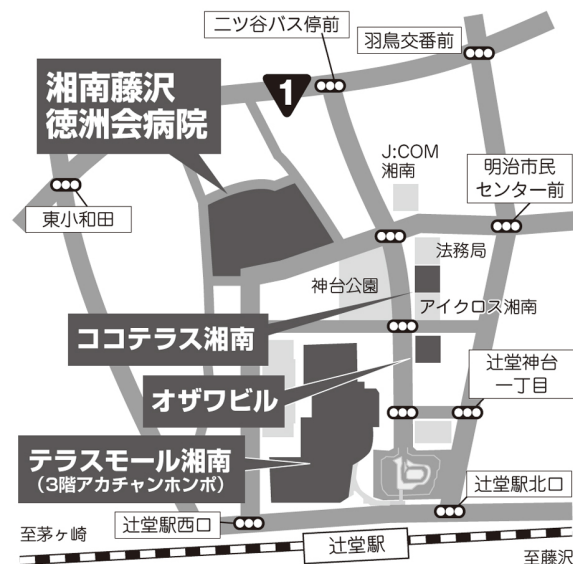 二ツ谷バス停前
羽鳥交番前
湘南藤沢
徳洲会病院
1
J:COM
湘南
明治市民
センター前
東小和田
法務局
神台公園
アイクロス湘南
ココテラス湘南
辻堂神台
一丁目
オザワビル
テラスモール湘南
(3階アカチャンホンポ)
辻堂駅北口
辻堂駅西口
至茅ヶ崎
辻堂駅
至藤沢